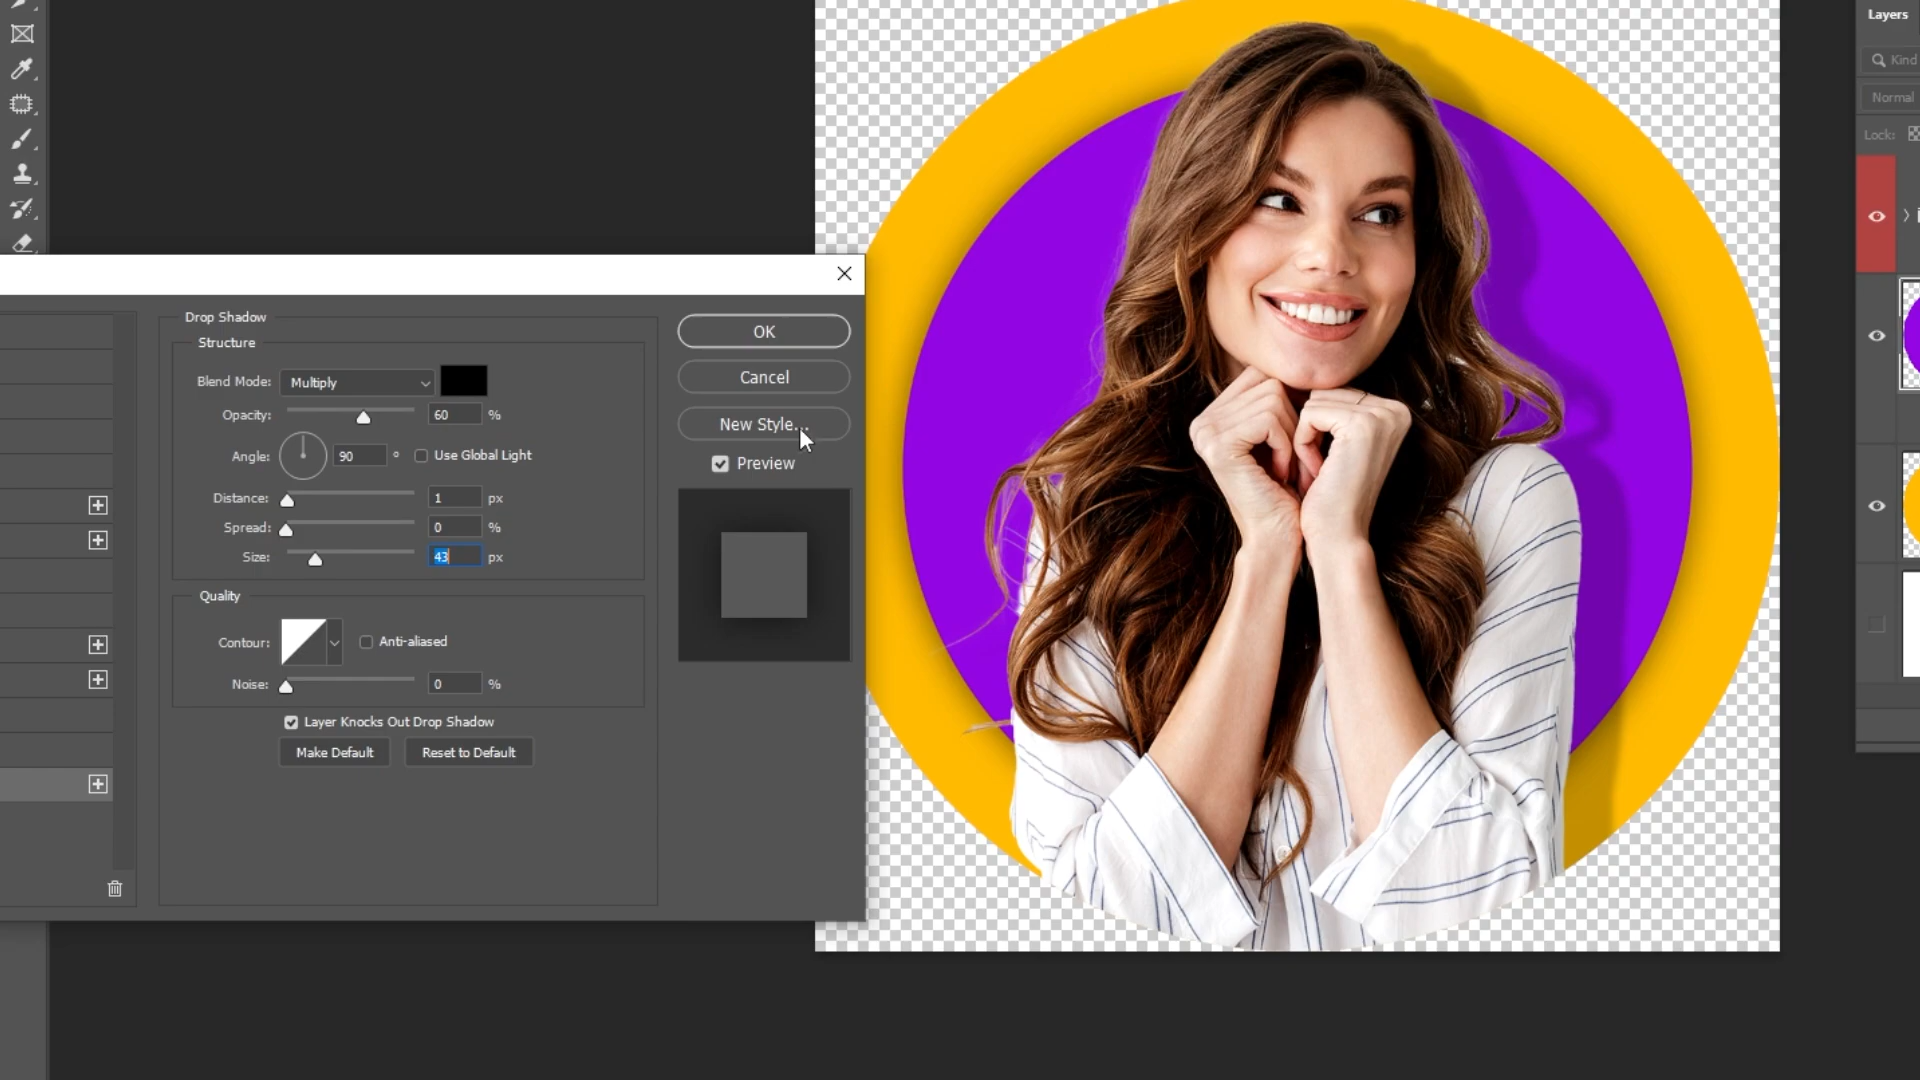 Layers
Kind
Normal
Lock:
Drop Shadow
Structure
Blend Mode: Multiply
Opacity: 60 %
Angle: 90 ° Use Global Light
Distance: 1 px
Spread: 0 %
Size: 43 px
Quality
Contour: Anti-aliased
Noise: 0 %
Layer Knocks Out Drop Shadow
Make Default Reset to Default
OK
Cancel
New Style...
Preview